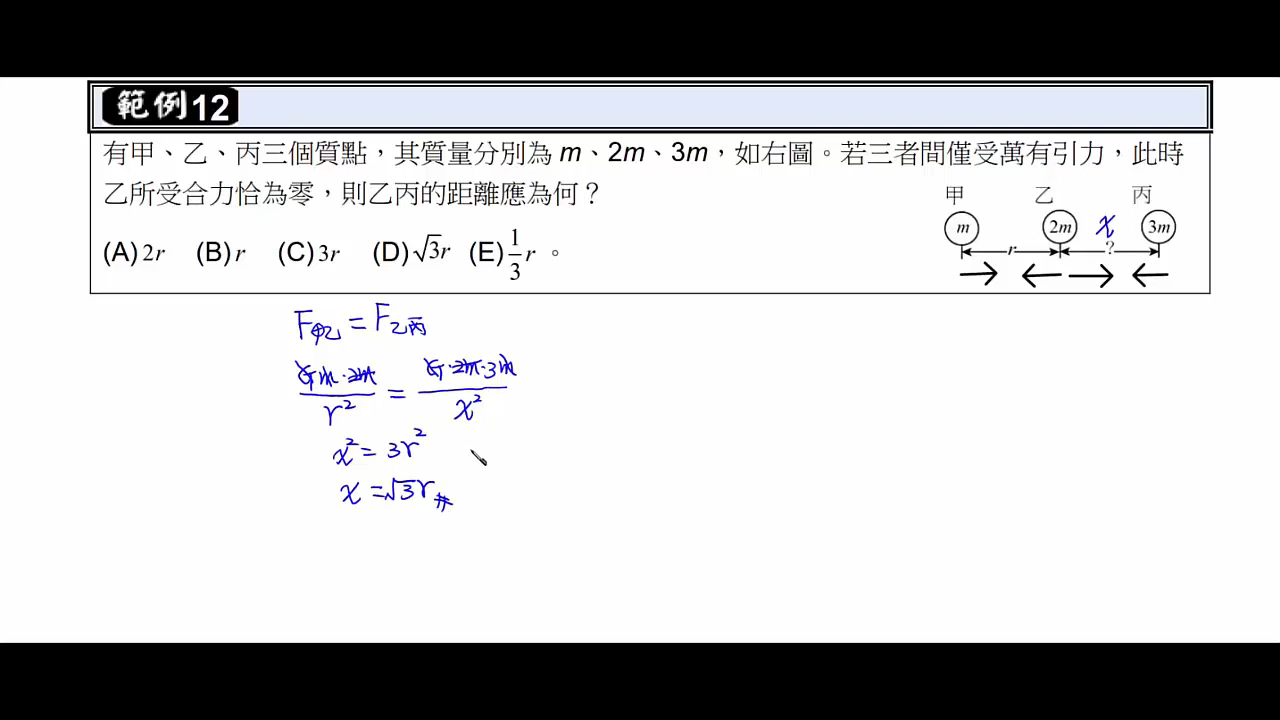 範例12
有甲、乙、丙三個質點，其質量分別為 m、2m、3m，如右圖。若三者間僅受萬有引力，此時
乙所受合力恰為零，則乙丙的距離應為何？
(A) 2r (B) r (C) 3r (D) √3r (E) 1/3 r。
甲 乙 丙
m 2m x 3m
r ?
F甲乙 = F乙丙
G m·2m / r² = G·2m·3m / x²
x² = 3r²
x = √3r #